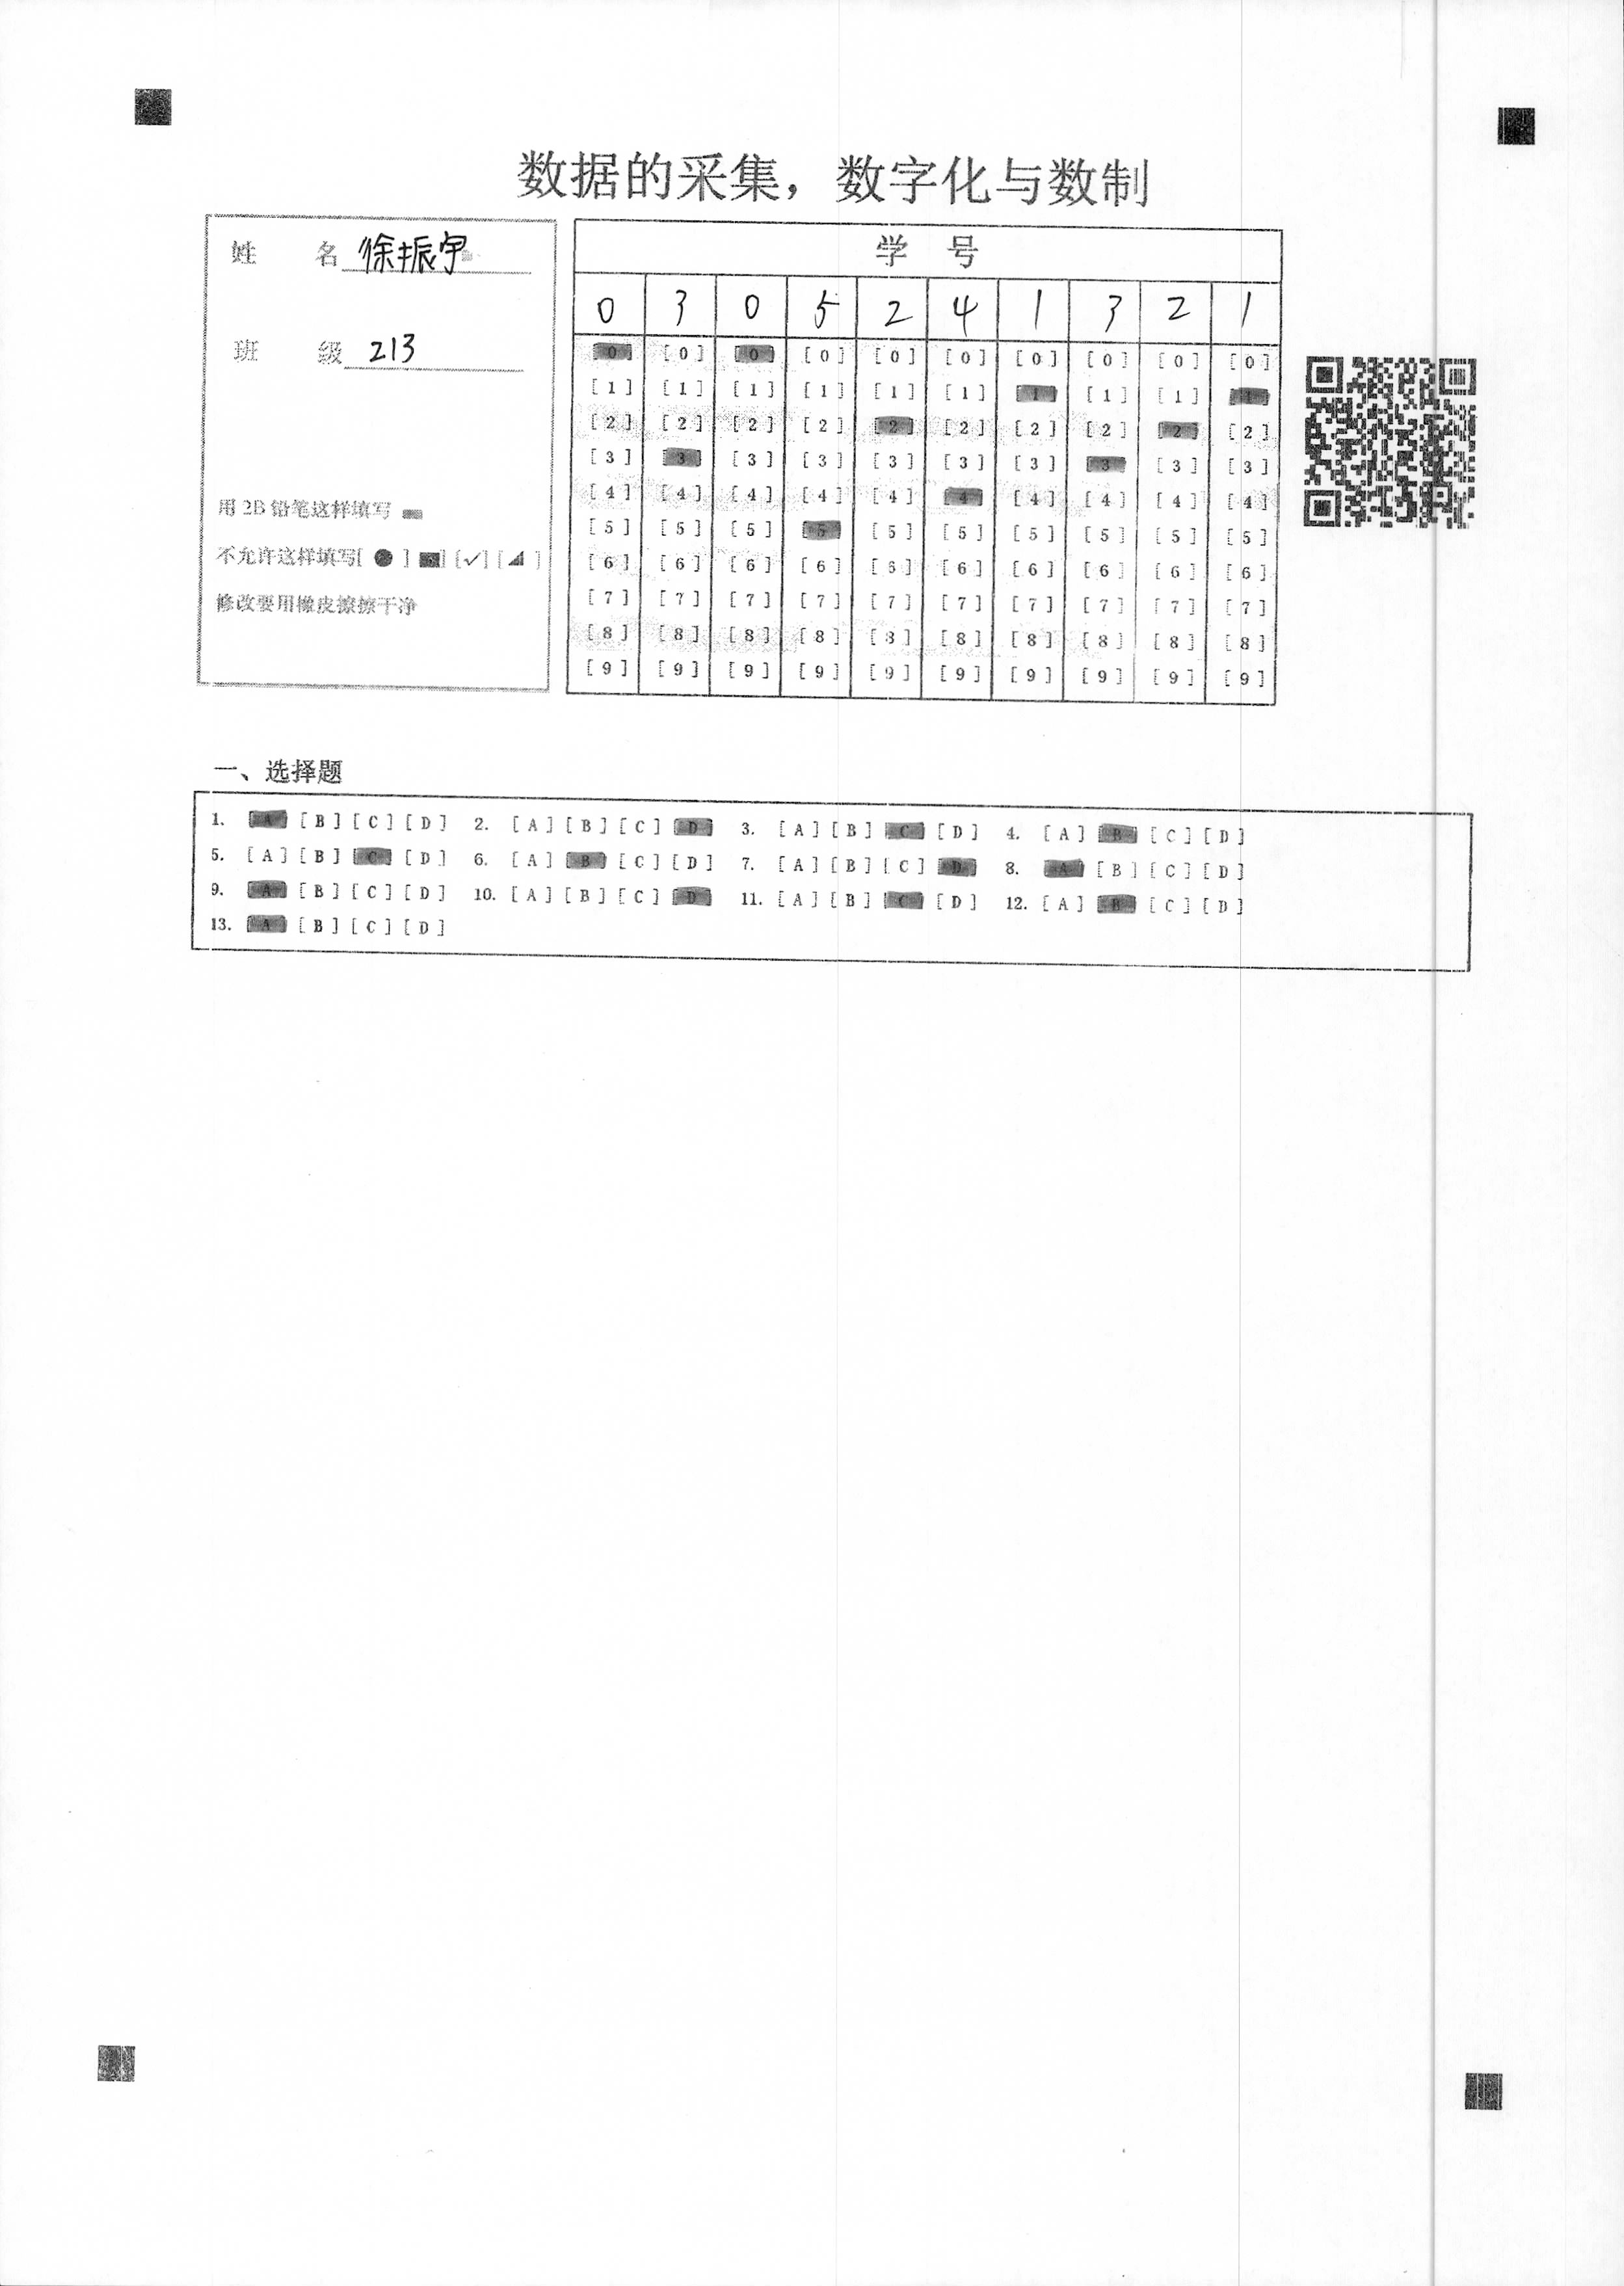 数据的采集，数字化与数制
姓 名 徐振宇
班 级 213
用 2B 铅笔这样填写
不允许这样填写[ ● ] [■] [✓] [◢ ]
修改要用橡皮擦擦干净
学 号
0 3 0 5 2 4 1 3 2 1
[0] [0] [0] [0] [0] [0] [0] [0] [0] [0]
[1] [1] [1] [1] [1] [1] [1] [1] [1] [1]
[2] [2] [2] [2] [2] [2] [2] [2] [2] [2]
[3] [3] [3] [3] [3] [3] [3] [3] [3] [3]
[4] [4] [4] [4] [4] [4] [4] [4] [4] [4]
[5] [5] [5] [5] [5] [5] [5] [5] [5] [5]
[6] [6] [6] [6] [6] [6] [6] [6] [6] [6]
[7] [7] [7] [7] [7] [7] [7] [7] [7] [7]
[8] [8] [8] [8] [8] [8] [8] [8] [8] [8]
[9] [9] [9] [9] [9] [9] [9] [9] [9] [9]
一、选择题
1. [A] [B] [C] [D] 2. [A] [B] [C] [D] 3. [A] [B] [C] [D] 4. [A] [B] [C] [D]
5. [A] [B] [C] [D] 6. [A] [B] [C] [D] 7. [A] [B] [C] [D] 8. [A] [B] [C] [D]
9. [A] [B] [C] [D] 10. [A] [B] [C] [D] 11. [A] [B] [C] [D] 12. [A] [B] [C] [D]
13. [A] [B] [C] [D]